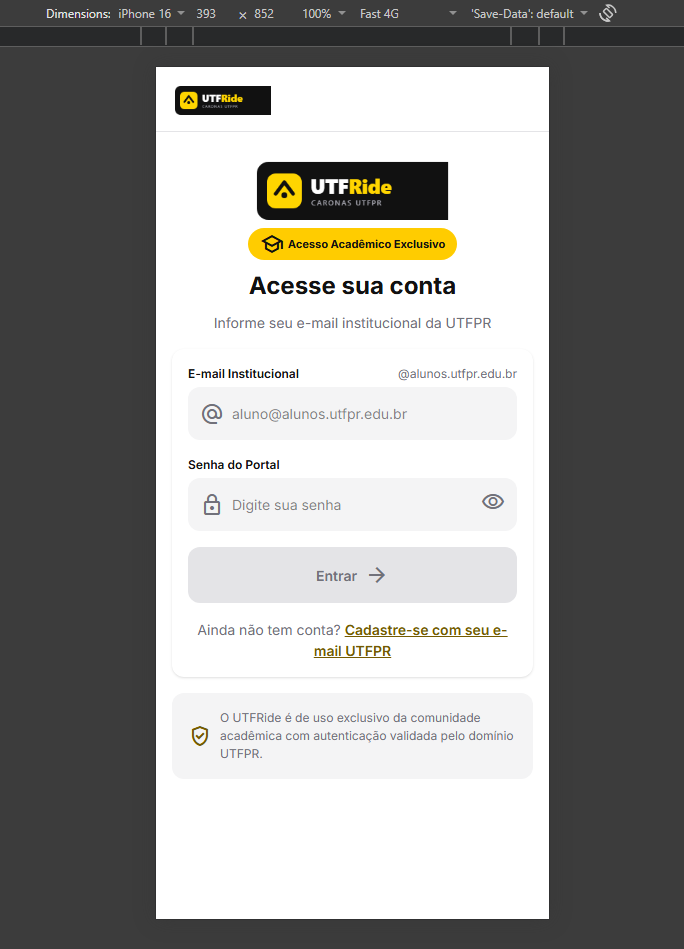 Dimensions: iPhone 16 393 × 852 100% Fast 4G 'Save-Data': default
UTFRide
CARONAS UTFPR
UTFRide
CARONAS UTFPR
Acesso Acadêmico Exclusivo
Acesse sua conta
Informe seu e-mail institucional da UTFPR
E-mail Institucional @alunos.utfpr.edu.br
aluno@alunos.utfpr.edu.br
Senha do Portal
Digite sua senha
Entrar
Ainda não tem conta? Cadastre-se com seu e-
mail UTFPR
O UTFRide é de uso exclusivo da comunidade
acadêmica com autenticação validada pelo domínio
UTFPR.